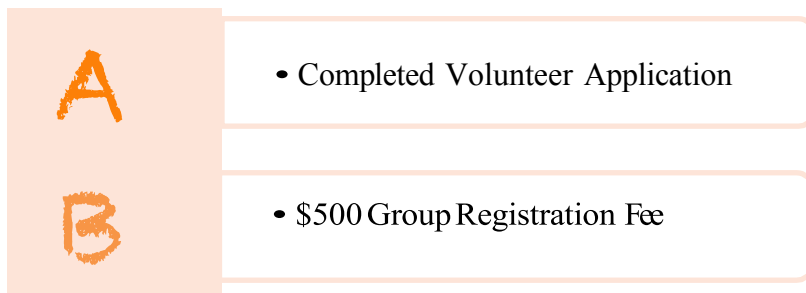 A
• Completed Volunteer Application
B
• $500 Group Registration Fee